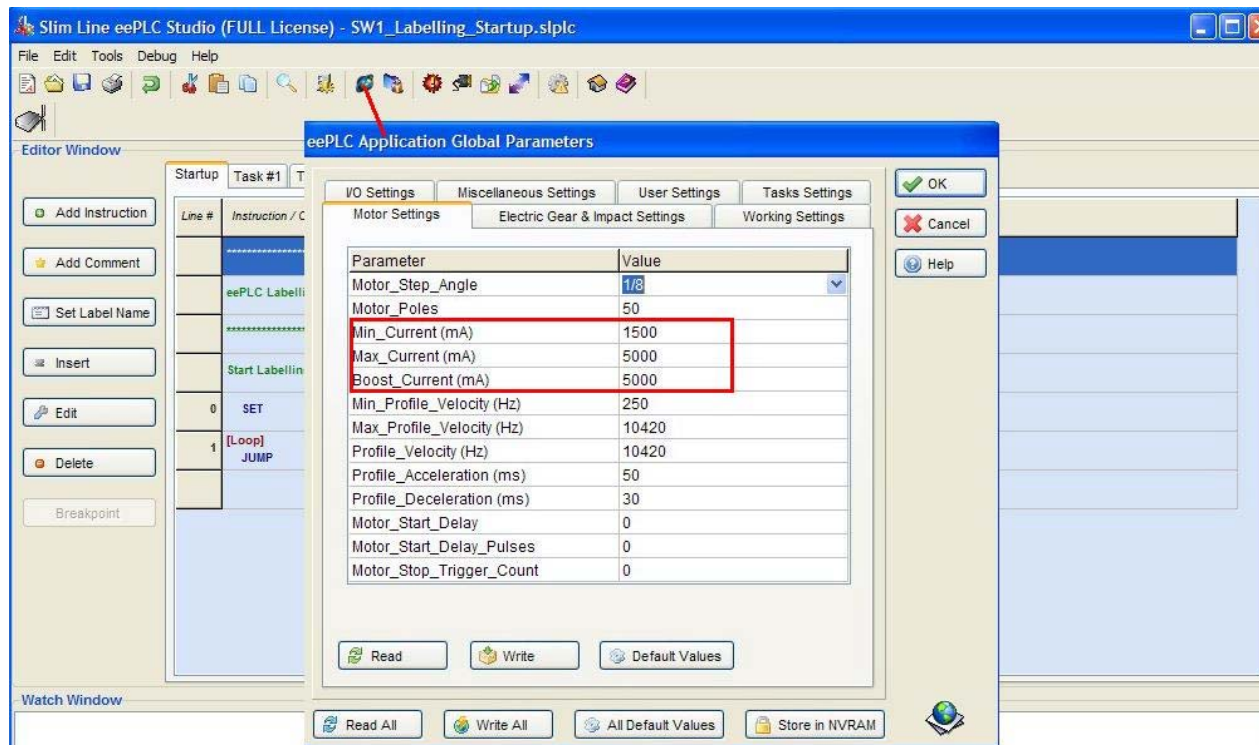 Slim Line eePLC Studio (FULL License) - SW1_Labelling_Startup.slplc
File Edit Tools Debug Help
Editor Window
eePLC Application Global Parameters
Startup Task #1 T
Line # Instruction / C
Add Instruction
Add Comment
Set Label Name
Insert
Edit
Delete
Breakpoint
*****************
eePLC Labelli
*****************
Start Labellin
0 SET
1 [Loop]
JUMP
I/O Settings Miscellaneous Settings User Settings Tasks Settings
Motor Settings Electric Gear & Impact Settings Working Settings
Parameter Value
Motor_Step_Angle 1/8
Motor_Poles 50
Min_Current (mA) 1500
Max_Current (mA) 5000
Boost_Current (mA) 5000
Min_Profile_Velocity (Hz) 250
Max_Profile_Velocity (Hz) 10420
Profile_Velocity (Hz) 10420
Profile_Acceleration (ms) 50
Profile_Deceleration (ms) 30
Motor_Start_Delay 0
Motor_Start_Delay_Pulses 0
Motor_Stop_Trigger_Count 0
Read Write Default Values
OK
Cancel
Help
Read All Write All All Default Values Store in NVRAM
Watch Window